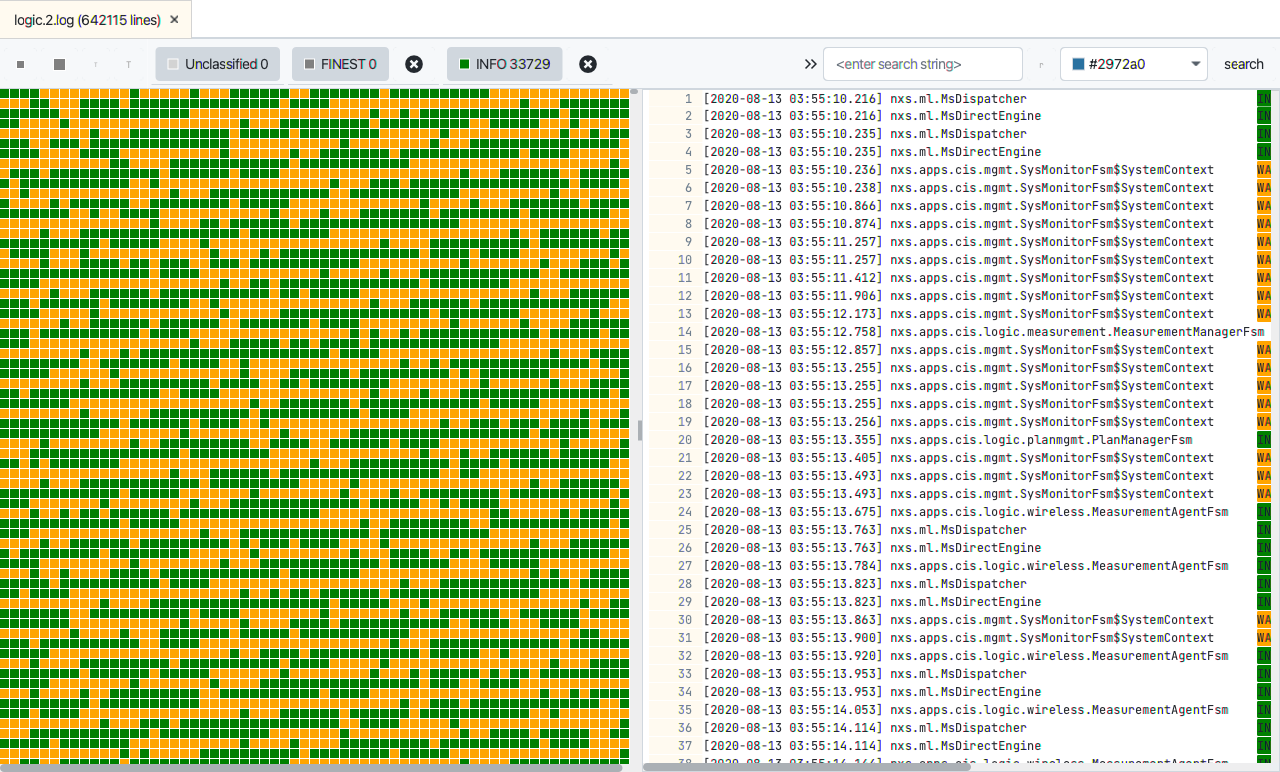 logic.2.log (642115 lines) ×
Unclassified 0 FINEST 0 INFO 33729 <enter search string> #2972a0 search
1 [2020-08-13 03:55:10.216] nxs.ml.MsDispatcher IN
2 [2020-08-13 03:55:10.216] nxs.ml.MsDirectEngine IN
3 [2020-08-13 03:55:10.235] nxs.ml.MsDispatcher IN
4 [2020-08-13 03:55:10.235] nxs.ml.MsDirectEngine IN
5 [2020-08-13 03:55:10.236] nxs.apps.cis.mgmt.SysMonitorFsm$SystemContext WA
6 [2020-08-13 03:55:10.238] nxs.apps.cis.mgmt.SysMonitorFsm$SystemContext WA
7 [2020-08-13 03:55:10.866] nxs.apps.cis.mgmt.SysMonitorFsm$SystemContext WA
8 [2020-08-13 03:55:10.874] nxs.apps.cis.mgmt.SysMonitorFsm$SystemContext WA
9 [2020-08-13 03:55:11.257] nxs.apps.cis.mgmt.SysMonitorFsm$SystemContext WA
10 [2020-08-13 03:55:11.257] nxs.apps.cis.mgmt.SysMonitorFsm$SystemContext WA
11 [2020-08-13 03:55:11.412] nxs.apps.cis.mgmt.SysMonitorFsm$SystemContext WA
12 [2020-08-13 03:55:11.906] nxs.apps.cis.mgmt.SysMonitorFsm$SystemContext WA
13 [2020-08-13 03:55:12.173] nxs.apps.cis.mgmt.SysMonitorFsm$SystemContext WA
14 [2020-08-13 03:55:12.758] nxs.apps.cis.logic.measurement.MeasurementManagerFsm
15 [2020-08-13 03:55:12.857] nxs.apps.cis.mgmt.SysMonitorFsm$SystemContext WA
16 [2020-08-13 03:55:13.255] nxs.apps.cis.mgmt.SysMonitorFsm$SystemContext WA
17 [2020-08-13 03:55:13.255] nxs.apps.cis.mgmt.SysMonitorFsm$SystemContext WA
18 [2020-08-13 03:55:13.255] nxs.apps.cis.mgmt.SysMonitorFsm$SystemContext WA
19 [2020-08-13 03:55:13.256] nxs.apps.cis.mgmt.SysMonitorFsm$SystemContext WA
20 [2020-08-13 03:55:13.355] nxs.apps.cis.logic.planmgmt.PlanManagerFsm IN
21 [2020-08-13 03:55:13.405] nxs.apps.cis.mgmt.SysMonitorFsm$SystemContext WA
22 [2020-08-13 03:55:13.493] nxs.apps.cis.mgmt.SysMonitorFsm$SystemContext WA
23 [2020-08-13 03:55:13.493] nxs.apps.cis.mgmt.SysMonitorFsm$SystemContext WA
24 [2020-08-13 03:55:13.675] nxs.apps.cis.logic.wireless.MeasurementAgentFsm IN
25 [2020-08-13 03:55:13.763] nxs.ml.MsDispatcher IN
26 [2020-08-13 03:55:13.763] nxs.ml.MsDirectEngine IN
27 [2020-08-13 03:55:13.784] nxs.apps.cis.logic.wireless.MeasurementAgentFsm IN
28 [2020-08-13 03:55:13.823] nxs.ml.MsDispatcher IN
29 [2020-08-13 03:55:13.823] nxs.ml.MsDirectEngine IN
30 [2020-08-13 03:55:13.863] nxs.apps.cis.mgmt.SysMonitorFsm$SystemContext WA
31 [2020-08-13 03:55:13.900] nxs.apps.cis.mgmt.SysMonitorFsm$SystemContext WA
32 [2020-08-13 03:55:13.920] nxs.apps.cis.logic.wireless.MeasurementAgentFsm IN
33 [2020-08-13 03:55:13.953] nxs.ml.MsDispatcher IN
34 [2020-08-13 03:55:13.953] nxs.ml.MsDirectEngine IN
35 [2020-08-13 03:55:14.053] nxs.apps.cis.logic.wireless.MeasurementAgentFsm IN
36 [2020-08-13 03:55:14.114] nxs.ml.MsDispatcher IN
37 [2020-08-13 03:55:14.114] nxs.ml.MsDirectEngine IN